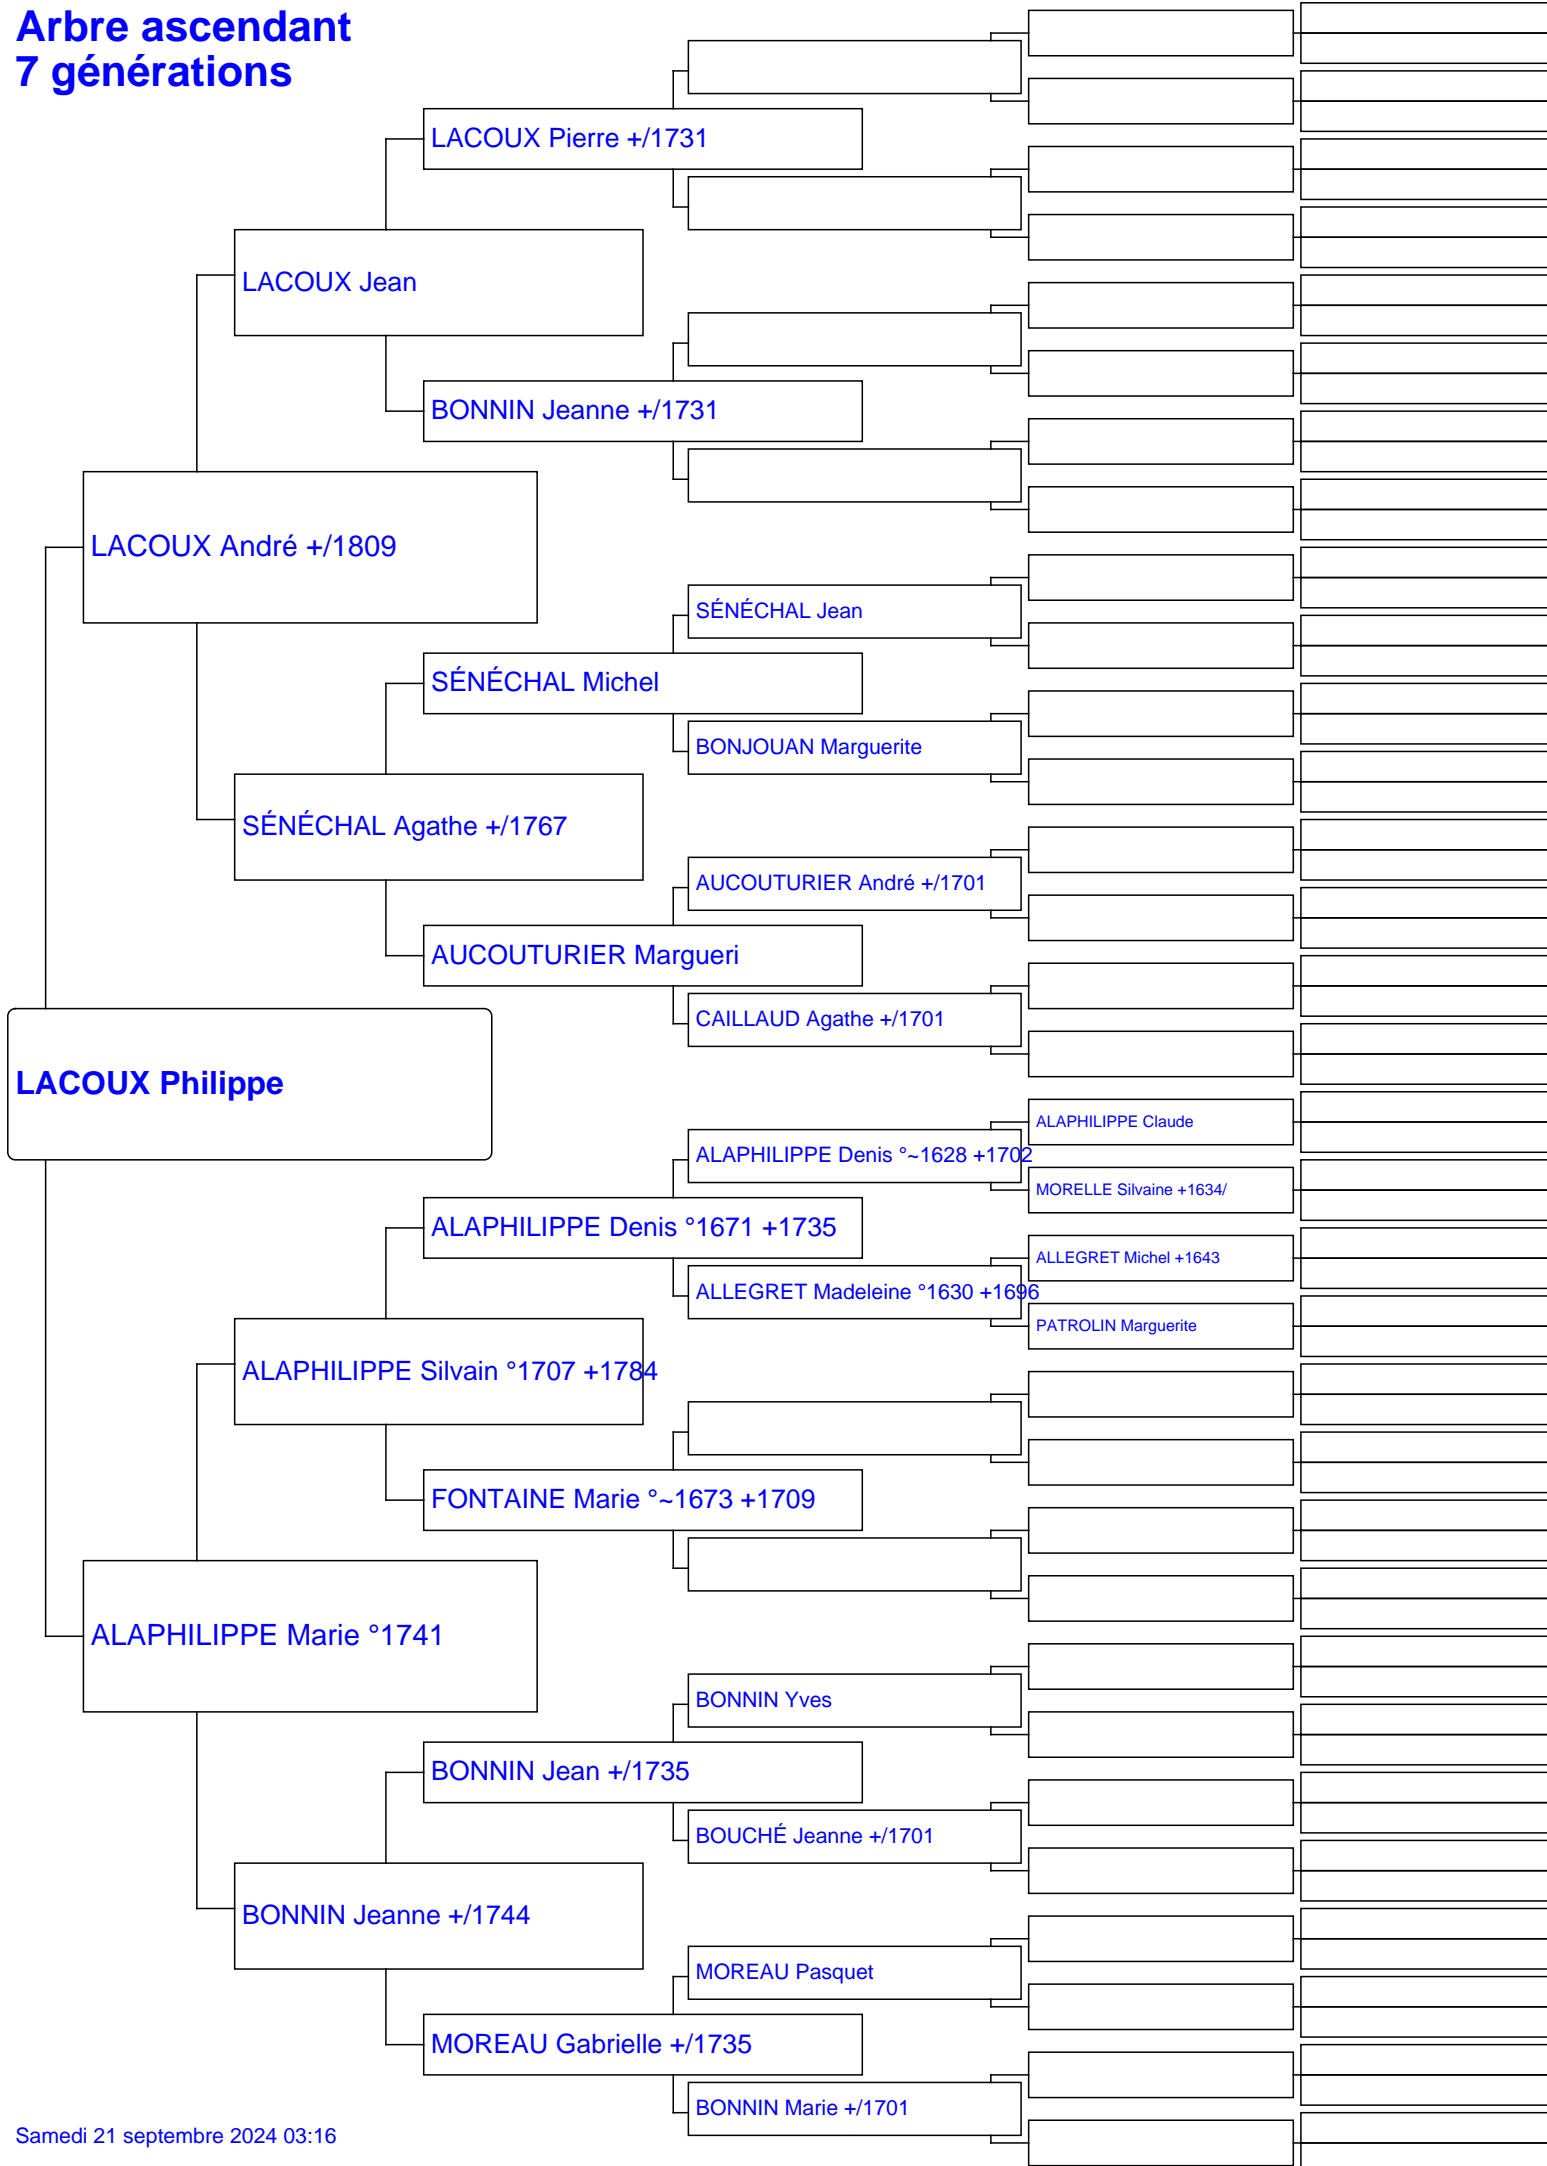 Arbre ascendant
7 générations
LACOUX Pierre +/1731
LACOUX Jean
BONNIN Jeanne +/1731
LACOUX André +/1809
SÉNÉCHAL Jean
SÉNÉCHAL Michel
BONJOUAN Marguerite
SÉNÉCHAL Agathe +/1767
AUCOUTURIER André +/1701
AUCOUTURIER Margueri
CAILLAUD Agathe +/1701
LACOUX Philippe
ALAPHILIPPE Claude
ALAPHILIPPE Denis °~1628 +1702
MORELLE Silvaine +1634/
ALAPHILIPPE Denis °1671 +1735
ALLEGRET Michel +1643
ALLEGRET Madeleine °1630 +1696
PATROLIN Marguerite
ALAPHILIPPE Silvain °1707 +1784
FONTAINE Marie °~1673 +1709
ALAPHILIPPE Marie °1741
BONNIN Yves
BONNIN Jean +/1735
BOUCHÉ Jeanne +/1701
BONNIN Jeanne +/1744
MOREAU Pasquet
MOREAU Gabrielle +/1735
BONNIN Marie +/1701
Samedi 21 septembre 2024 03:16